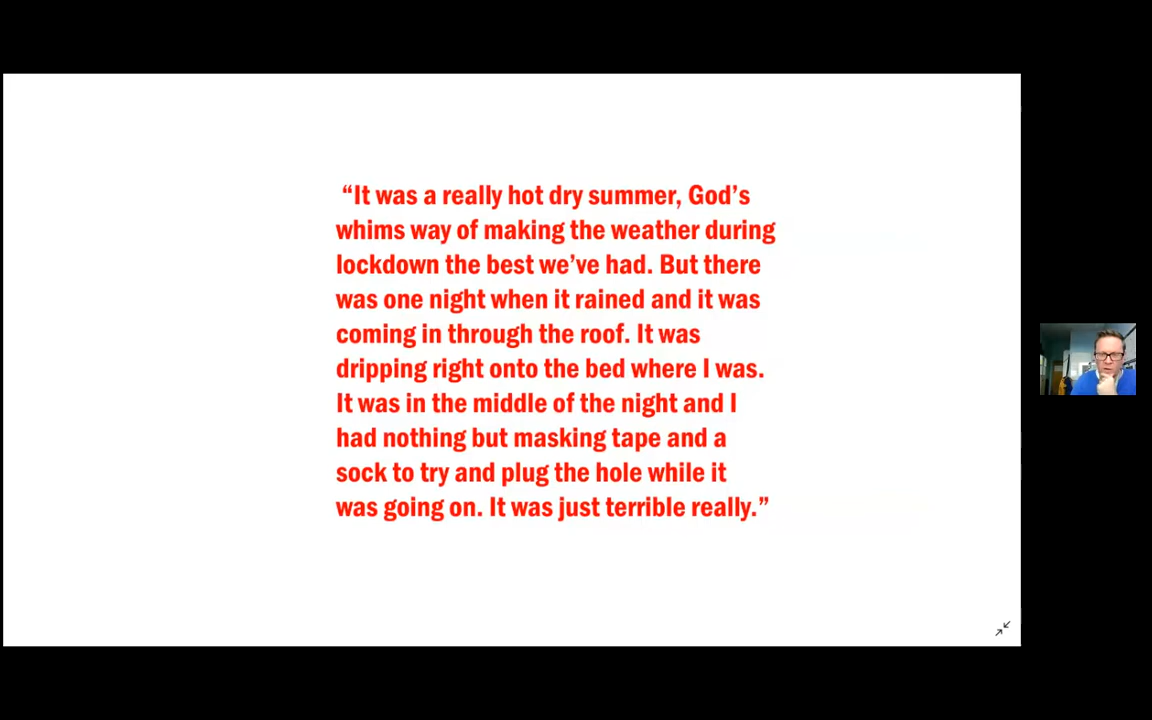 “It was a really hot dry summer, God’s
whims way of making the weather during
lockdown the best we’ve had. But there
was one night when it rained and it was
coming in through the roof. It was
dripping right onto the bed where I was.
It was in the middle of the night and I
had nothing but masking tape and a
sock to try and plug the hole while it
was going on. It was just terrible really.”